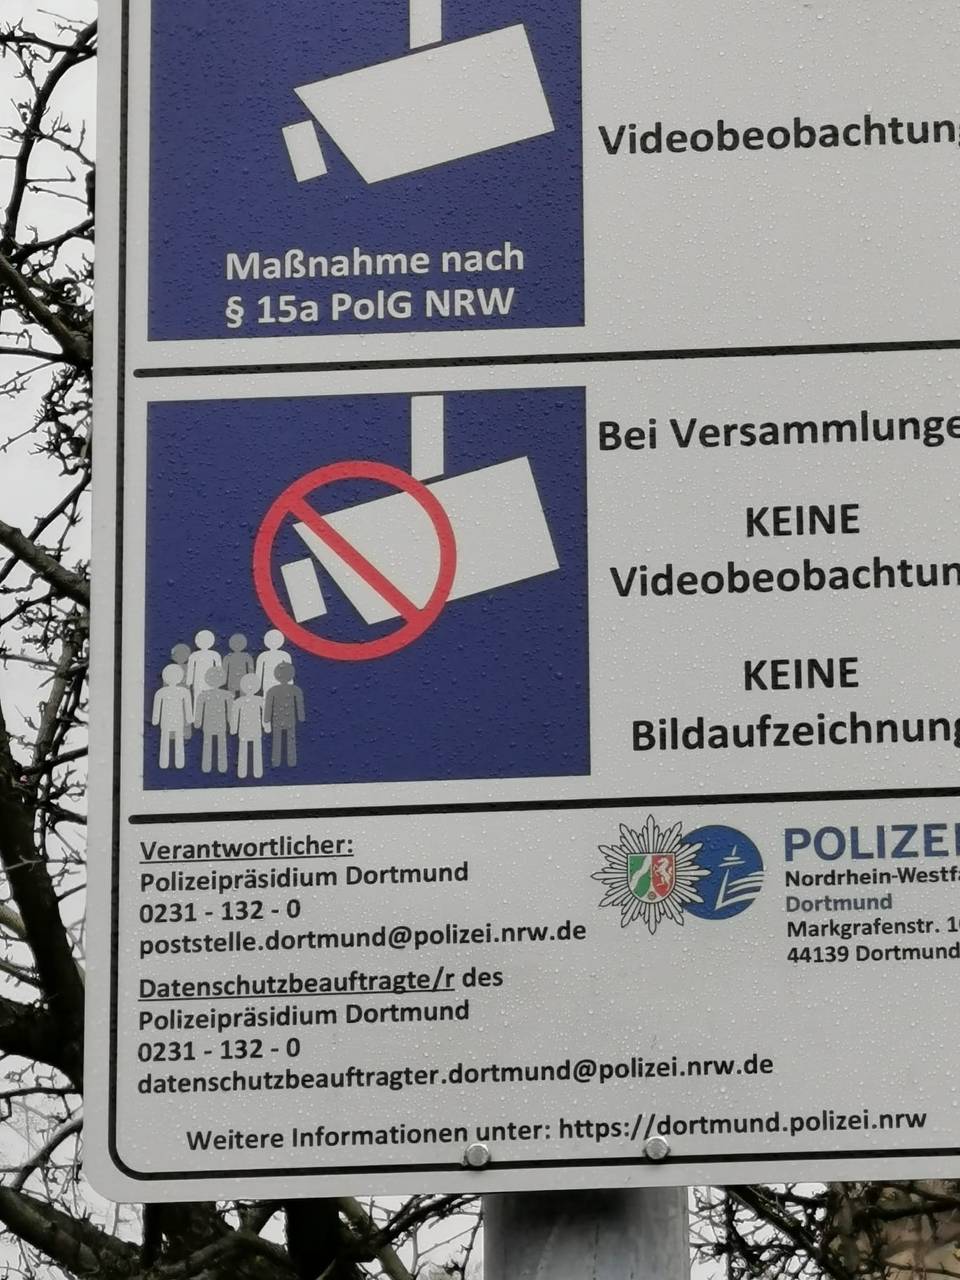 Videobeobachtung
Maßnahme nach
§ 15a PolG NRW
Bei Versammlunge
KEINE
Videobeobachtun
KEINE
Bildaufzeichnung
Verantwortlicher:
Polizeipräsidium Dortmund
0231 - 132 - 0
poststelle.dortmund@polizei.nrw.de
POLIZEI
Nordrhein-Westfa
Dortmund
Markgrafenstr. 1
44139 Dortmund
Datenschutzbeauftragte/r des
Polizeipräsidium Dortmund
0231 - 132 - 0
datenschutzbeauftragter.dortmund@polizei.nrw.de
Weitere Informationen unter: https://dortmund.polizei.nrw